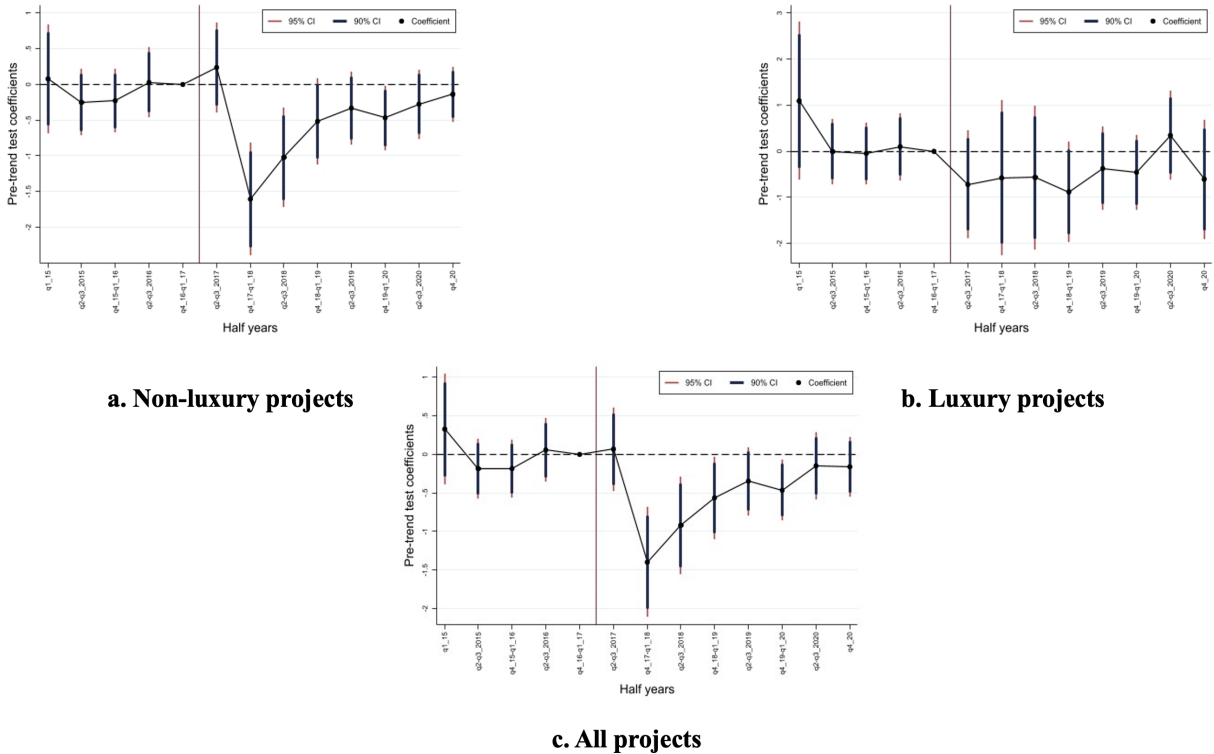 95% CI 90% CI Coefficient
Pre-trend test coefficients
1
.5
0
-.5
-1
-1.5
-2
q1_15
q2-q3_2015
q4_15-q1_16
q2-q3_2016
q4_16-q1_17
q2-q3_2017
q4_17-q1_18
q2-q3_2018
q4_18-q1_19
q2-q3_2019
q4_19-q1_20
q2-q3_2020
q4_20
Half years
a. Non-luxury projects
95% CI 90% CI Coefficient
Pre-trend test coefficients
3
2
1
0
-1
-2
q1_15
q2-q3_2015
q4_15-q1_16
q2-q3_2016
q4_16-q1_17
q2-q3_2017
q4_17-q1_18
q2-q3_2018
q4_18-q1_19
q2-q3_2019
q4_19-q1_20
q2-q3_2020
q4_20
Half years
b. Luxury projects
95% CI 90% CI Coefficient
Pre-trend test coefficients
1
.5
0
-.5
-1
-1.5
-2
q1_15
q2-q3_2015
q4_15-q1_16
q2-q3_2016
q4_16-q1_17
q2-q3_2017
q4_17-q1_18
q2-q3_2018
q4_18-q1_19
q2-q3_2019
q4_19-q1_20
q2-q3_2020
q4_20
Half years
c. All projects